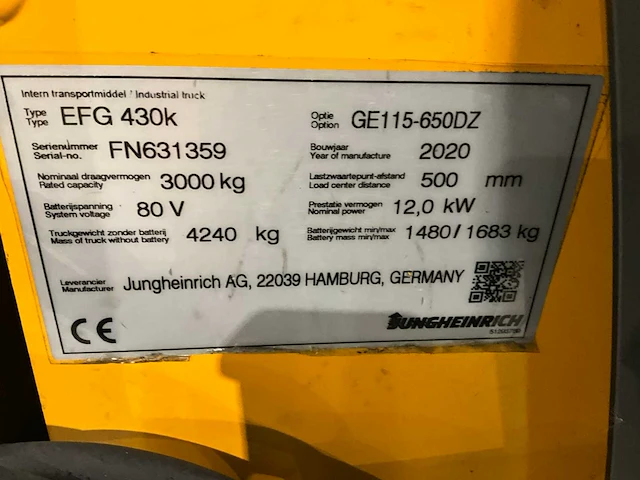 Intern transportmiddel / Industrial truck
Type EFG 430k Optie GE115-650DZ
Type Option
Serienummer FN631359 Bouwjaar 2020
Serial-no. Year of manufacture
Nominaal draagvermogen 3000 kg Lastzwaartepunt-afstand 500 mm
Rated capacity Load center distance
Batterijspanning 80 V Prestatie vermogen 12,0 kW
System voltage Nominal power
Truckgewicht zonder batterij 4240 kg Batterijgewicht min/max 1480 / 1683 kg
Mass of truck without battery Battery mass min/max
Leverancier Jungheinrich AG, 22039 HAMBURG, GERMANY
Manufacturer
CE JUNGHEINRICH